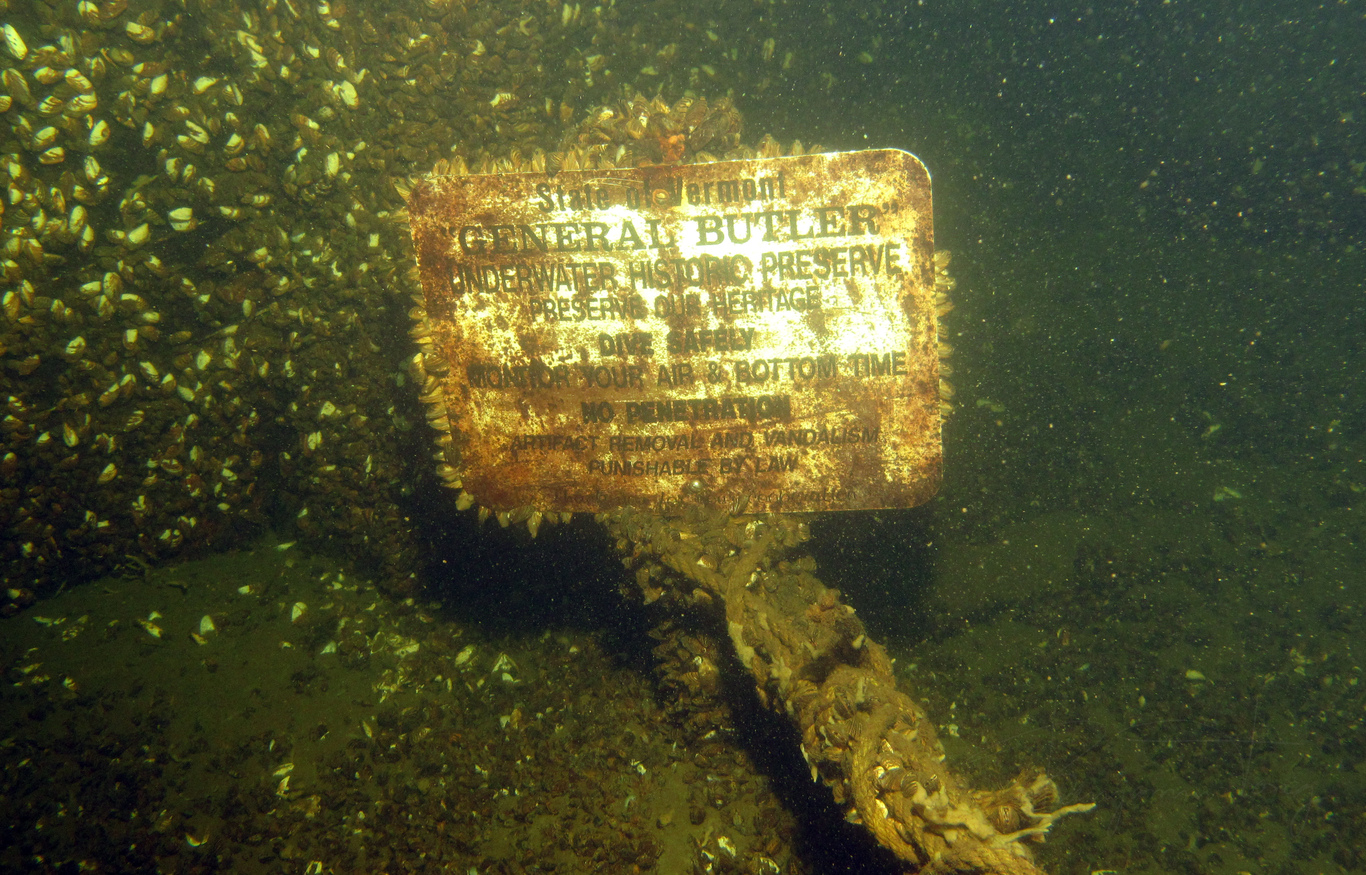 State of Vermont
"GENERAL BUTLER"
UNDERWATER HISTORIC PRESERVE
PRESERVE OUR HERITAGE
DIVE SAFELY
MONITOR YOUR AIR & BOTTOM TIME
NO PENETRATION
ARTIFACT REMOVAL AND VANDALISM
PUNISHABLE BY LAW